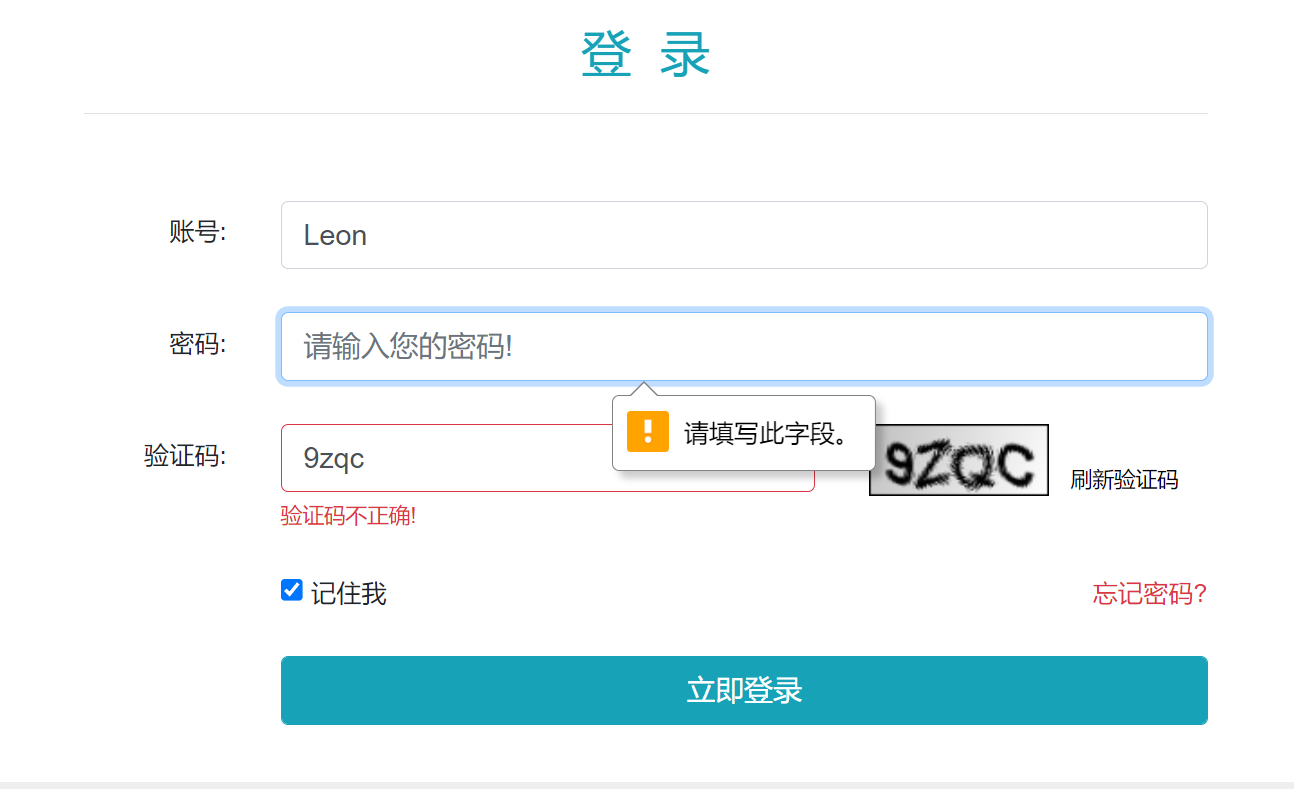 登 录
账号:
Leon
密码:
请输入您的密码!
请填写此字段。
验证码:
9zqc
9ZQC
刷新验证码
验证码不正确!
记住我
忘记密码?
立即登录